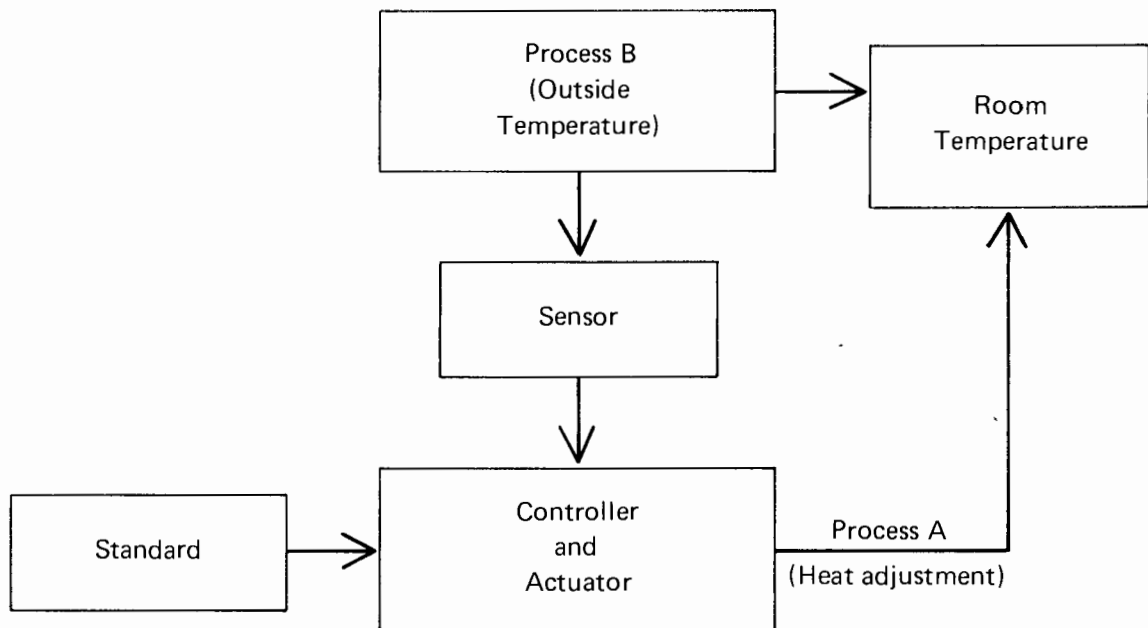 Process B
(Outside
Temperature)
Room
Temperature
Sensor
Standard
Controller
and
Actuator
Process A
(Heat adjustment)